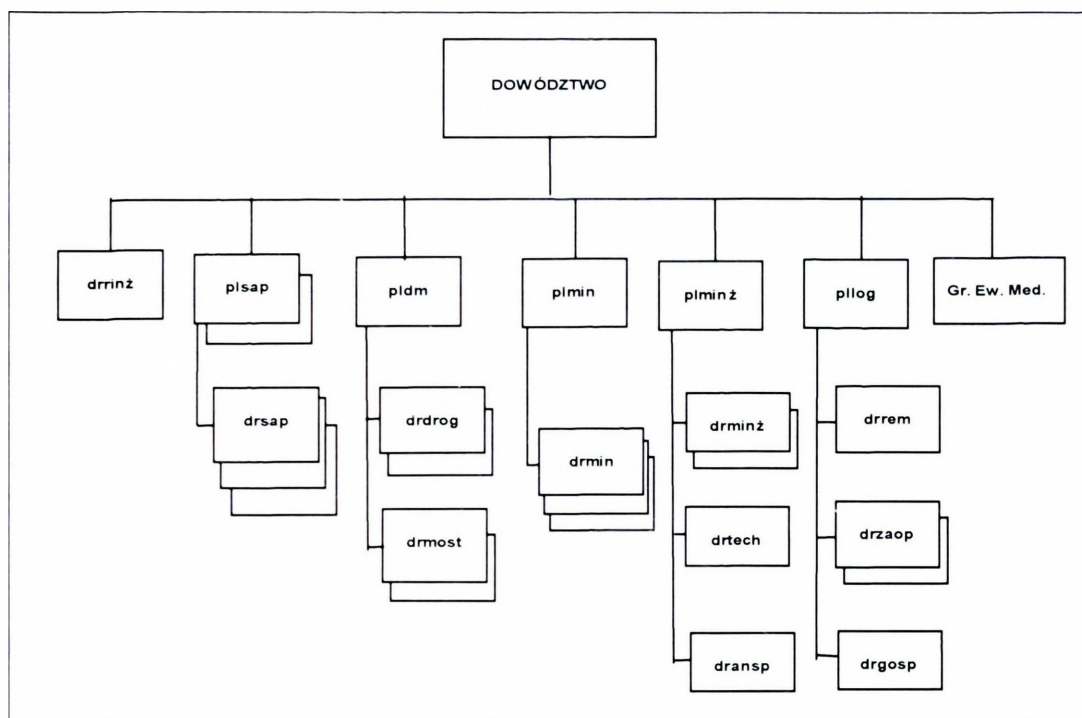 DOWÓDZTWO
drrinż
plsap
pldm
plmin
plminż
pllog
Gr. Ew. Med.
drsap
drdrog
drmin
drminż
drrem
drmost
drtech
drzaop
dransp
drgosp